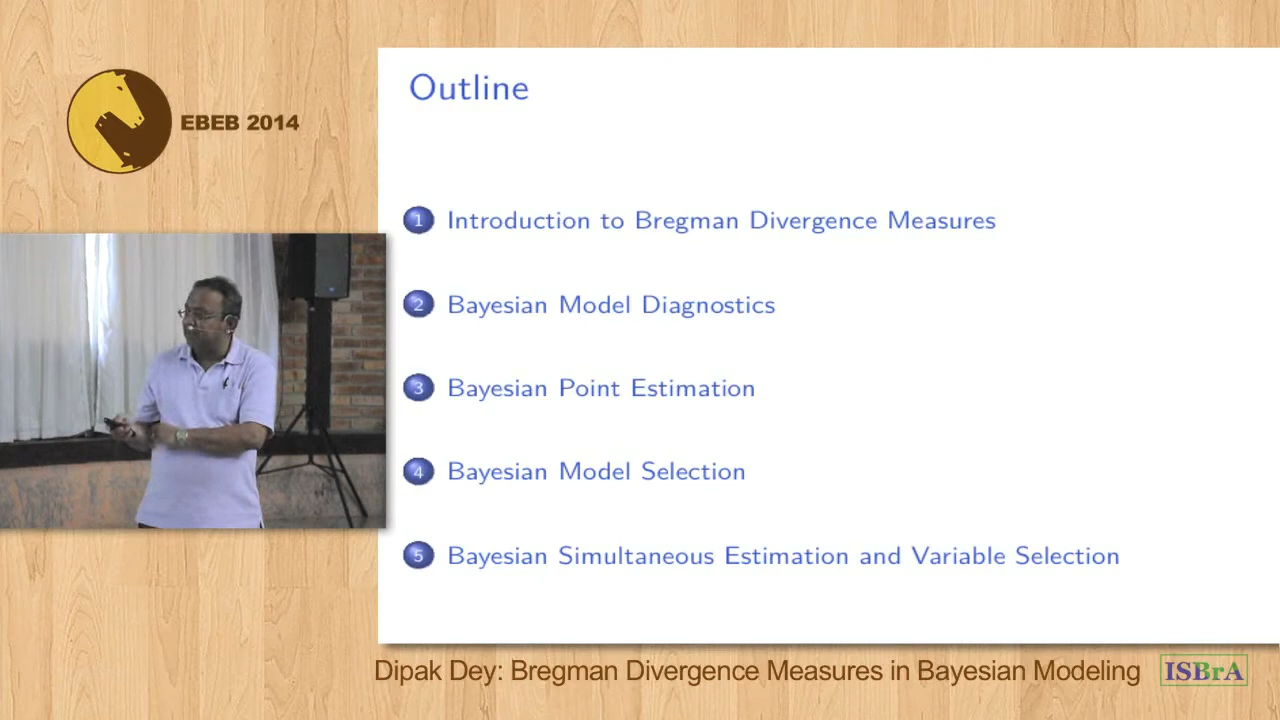 EBEB 2014
Outline
1 Introduction to Bregman Divergence Measures
2 Bayesian Model Diagnostics
3 Bayesian Point Estimation
4 Bayesian Model Selection
5 Bayesian Simultaneous Estimation and Variable Selection
Dipak Dey: Bregman Divergence Measures in Bayesian Modeling
ISBrA